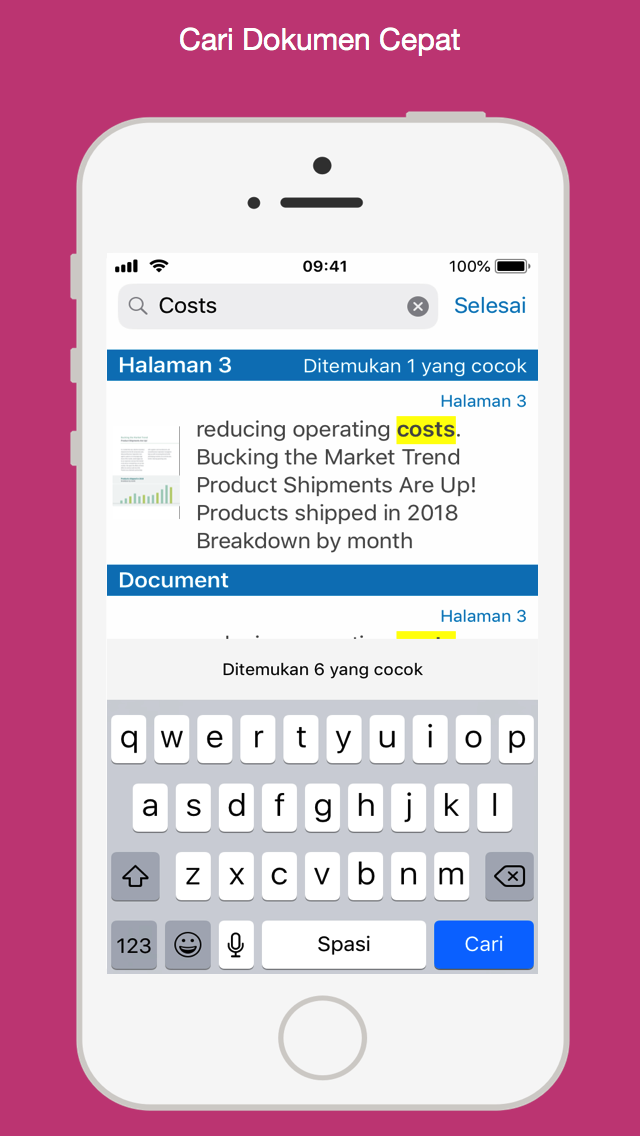 Cari Dokumen Cepat
09:41
100%
Costs
Selesai
Halaman 3
Ditemukan 1 yang cocok
Halaman 3
reducing operating costs.
Bucking the Market Trend
Product Shipments Are Up!
Products shipped in 2018
Breakdown by month
Document
Halaman 3
Ditemukan 6 yang cocok
q w e r t y u i o p
a s d f g h j k l
z x c v b n m
123
Spasi
Cari